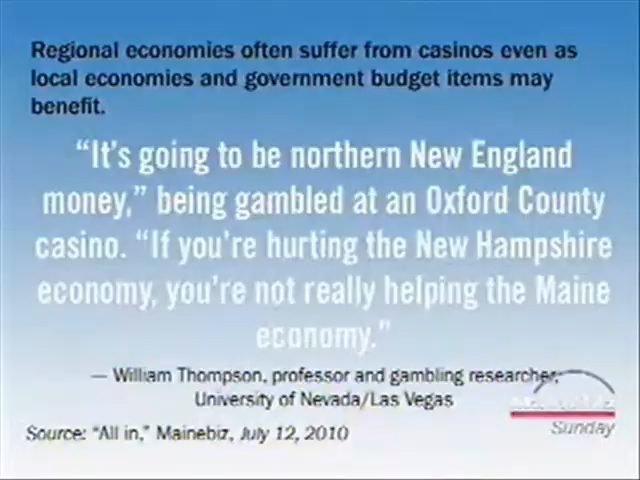 Regional economies often suffer from casinos even as
local economies and government budget items may
benefit.
“It’s going to be northern New England
money,” being gambled at an Oxford County
casino. “If you’re hurting the New Hampshire
economy, you’re not really helping the Maine
economy.”
— William Thompson, professor and gambling researcher,
University of Nevada/Las Vegas
Source: “All in,” Mainebiz, July 12, 2010
Sunday